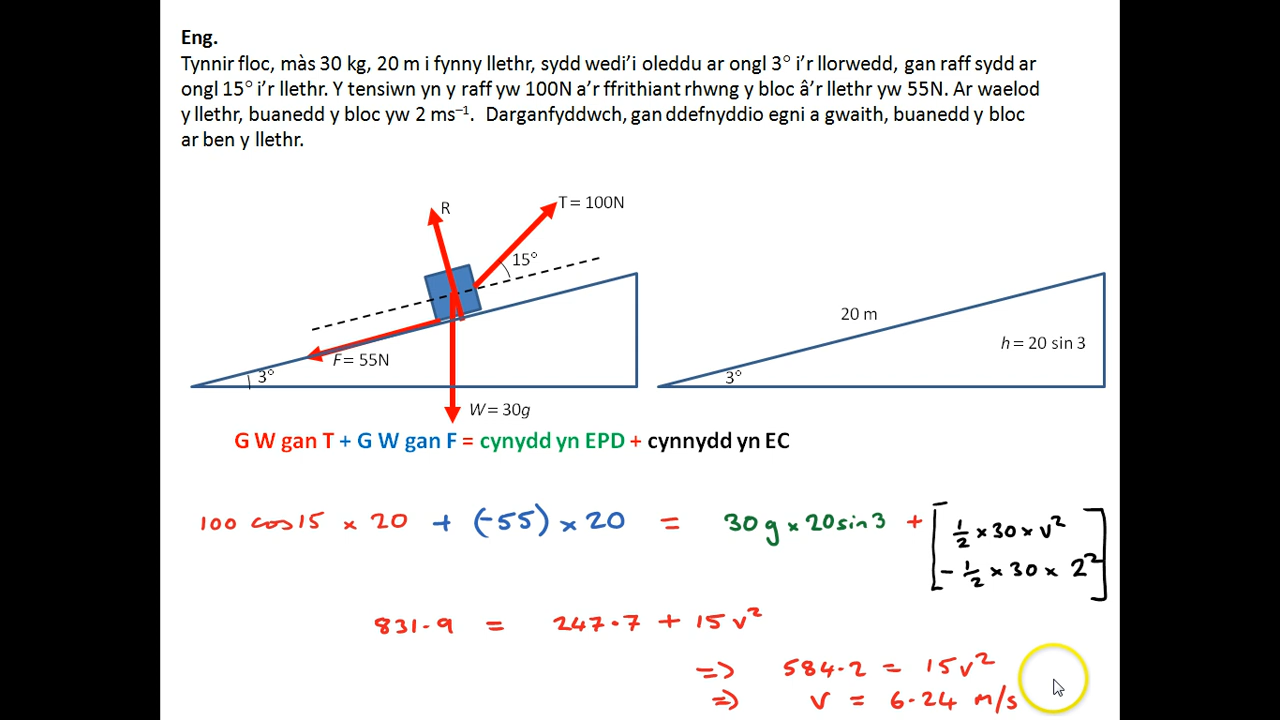 Eng.
Tynnir floc, màs 30 kg, 20 m i fynny llethr, sydd wedi’i oleddu ar ongl 3° i’r llorwedd, gan raff sydd ar
ongl 15° i’r llethr. Y tensiwn yn y raff yw 100N a’r ffrithiant rhwng y bloc â’r llethr yw 55N. Ar waelod
y llethr, buanedd y bloc yw 2 ms⁻¹. Darganfyddwch, gan ddefnyddio egni a gwaith, buanedd y bloc
ar ben y llethr.
R
T = 100N
15°
F = 55N
3°
W = 30g
20 m
h = 20 sin 3
3°
G W gan T + G W gan F = cynydd yn EPD + cynnydd yn EC
100 cos15 × 20 + (-55) × 20 = 30g × 20sin3 + [½ × 30 × v²
- ½ × 30 × 2²]
831·9 = 247·7 + 15v²
=> 584·2 = 15v²
=> v = 6·24 m/s